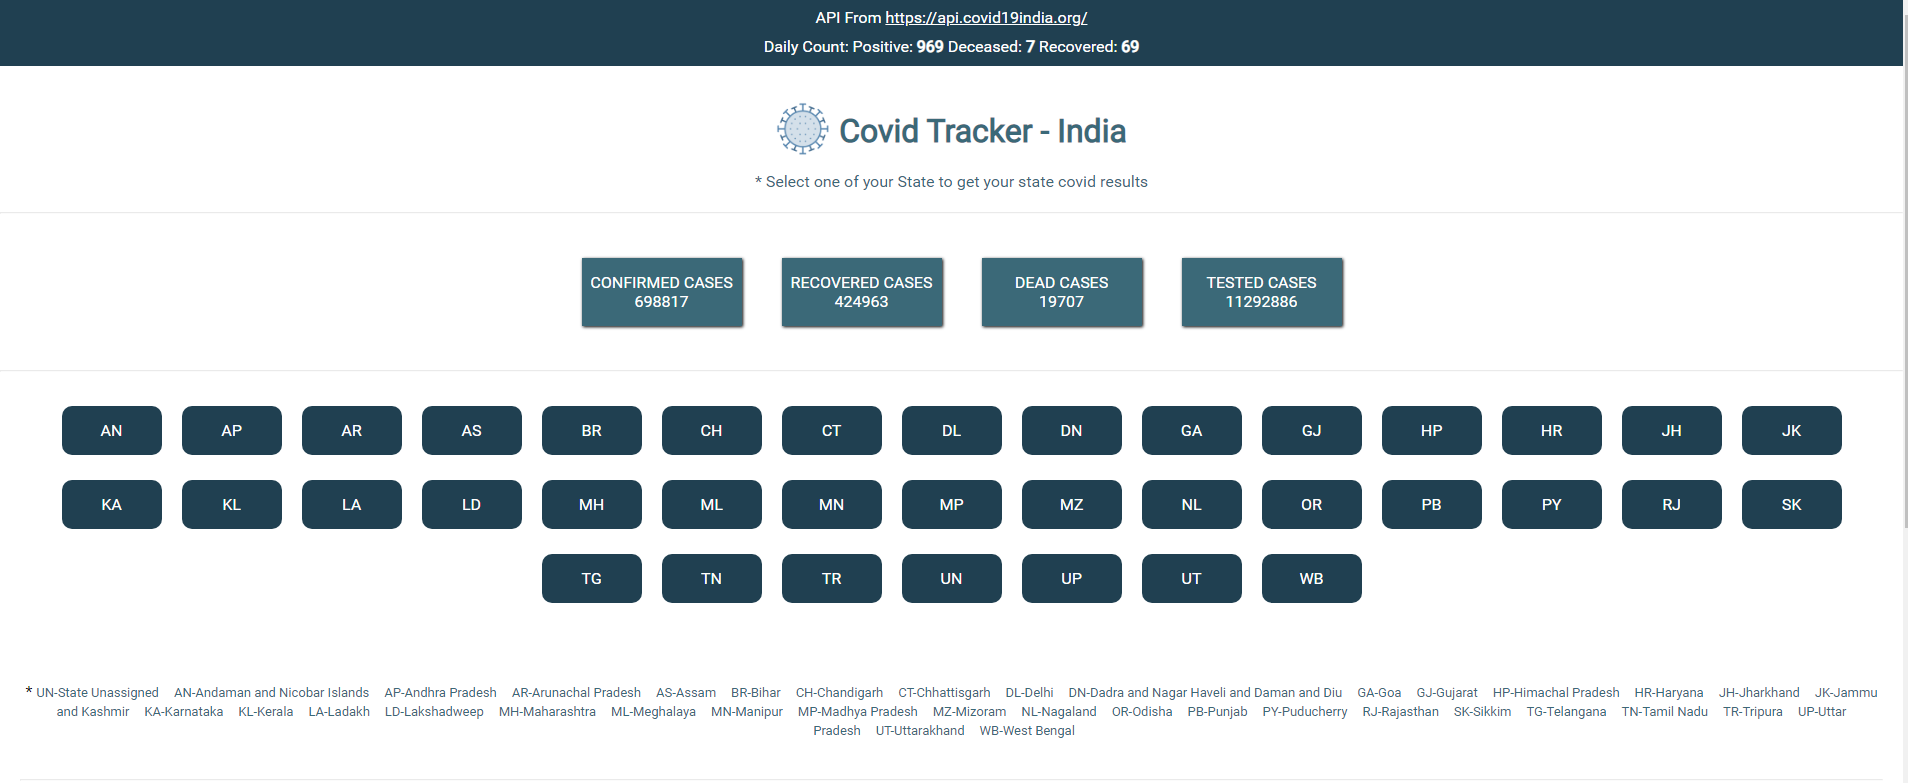 API From https://api.covid19india.org/
Daily Count: Positive: 969 Deceased: 7 Recovered: 69
Covid Tracker - India
* Select one of your State to get your state covid results
CONFIRMED CASES
698817
RECOVERED CASES
424963
DEAD CASES
19707
TESTED CASES
11292886
AN AP AR AS BR CH CT DL DN GA GJ HP HR JH JK
KA KL LA LD MH ML MN MP MZ NL OR PB PY RJ SK
TG TN TR UN UP UT WB
* UN-State Unassigned AN-Andaman and Nicobar Islands AP-Andhra Pradesh AR-Arunachal Pradesh AS-Assam BR-Bihar CH-Chandigarh CT-Chhattisgarh DL-Delhi DN-Dadra and Nagar Haveli and Daman and Diu GA-Goa GJ-Gujarat HP-Himachal Pradesh HR-Haryana JH-Jharkhand JK-Jammu
and Kashmir KA-Karnataka KL-Kerala LA-Ladakh LD-Lakshadweep MH-Maharashtra ML-Meghalaya MN-Manipur MP-Madhya Pradesh MZ-Mizoram NL-Nagaland OR-Odisha PB-Punjab PY-Puducherry RJ-Rajasthan SK-Sikkim TG-Telangana TN-Tamil Nadu TR-Tripura UP-Uttar
Pradesh UT-Uttarakhand WB-West Bengal